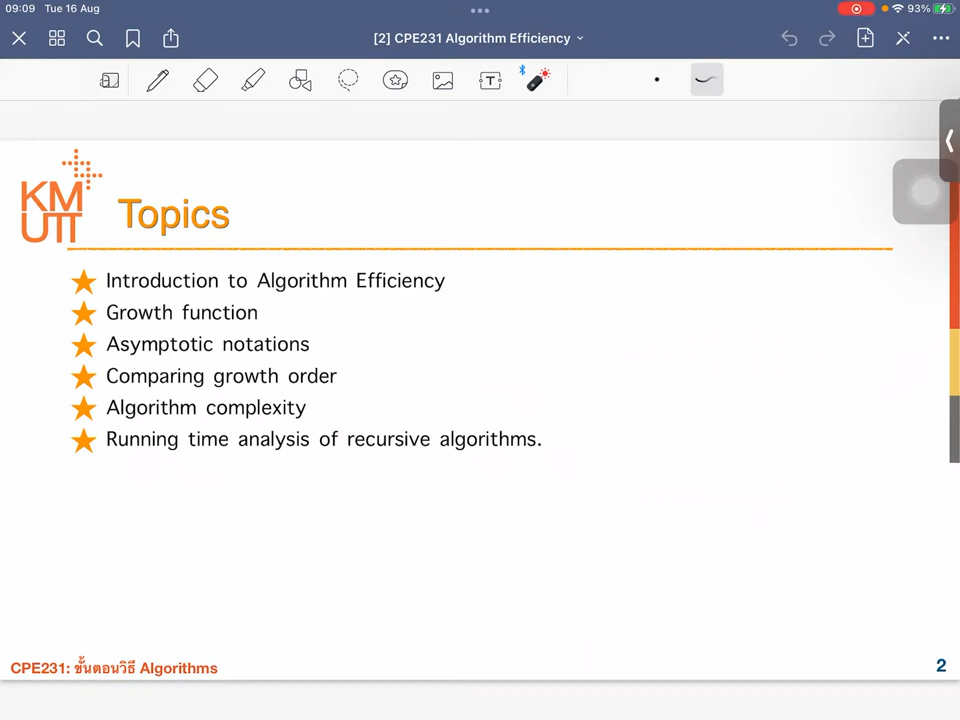 09:09 Tue 16 Aug
93%
[2] CPE231 Algorithm Efficiency
T
KM
UTT
Topics
Introduction to Algorithm Efficiency
Growth function
Asymptotic notations
Comparing growth order
Algorithm complexity
Running time analysis of recursive algorithms.
CPE231: ขั้นตอนวิธี Algorithms
2